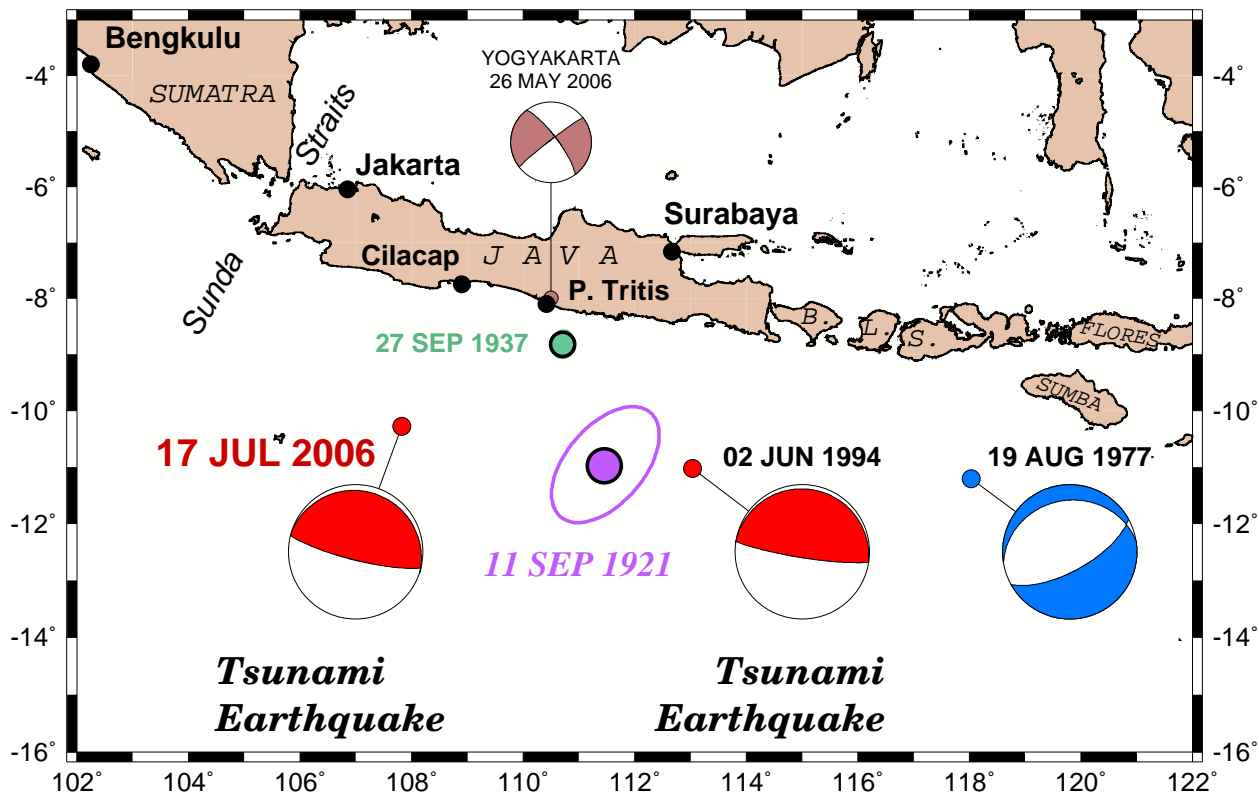 Bengkulu
SUMATRA
Straits
Sunda
YOGYAKARTA
26 MAY 2006
Jakarta
Surabaya
Cilacap
J A V A
P. Tritis
B.
L.
S.
FLORES
SUMBA
27 SEP 1937
17 JUL 2006
02 JUN 1994
19 AUG 1977
11 SEP 1921
Tsunami
Earthquake
Tsunami
Earthquake
-4˚ -4˚
-6˚ -6˚
-8˚ -8˚
-10˚ -10˚
-12˚ -12˚
-14˚ -14˚
-16˚ -16˚
102˚ 104˚ 106˚ 108˚ 110˚ 112˚ 114˚ 116˚ 118˚ 120˚ 122˚